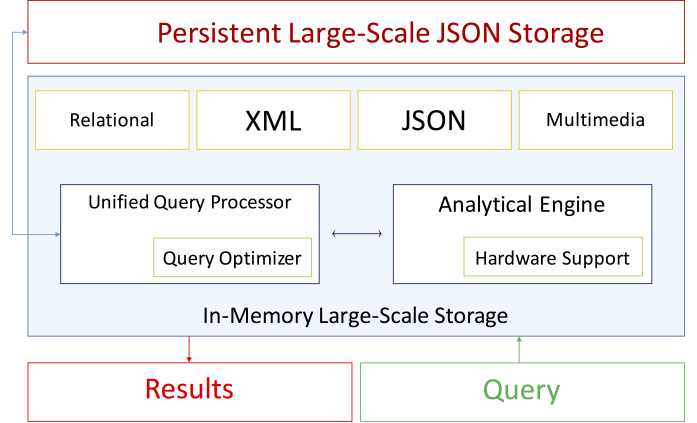 Persistent Large-Scale JSON Storage
Relational
XML
JSON
Multimedia
Unified Query Processor
Query Optimizer
Analytical Engine
Hardware Support
In-Memory Large-Scale Storage
Results
Query